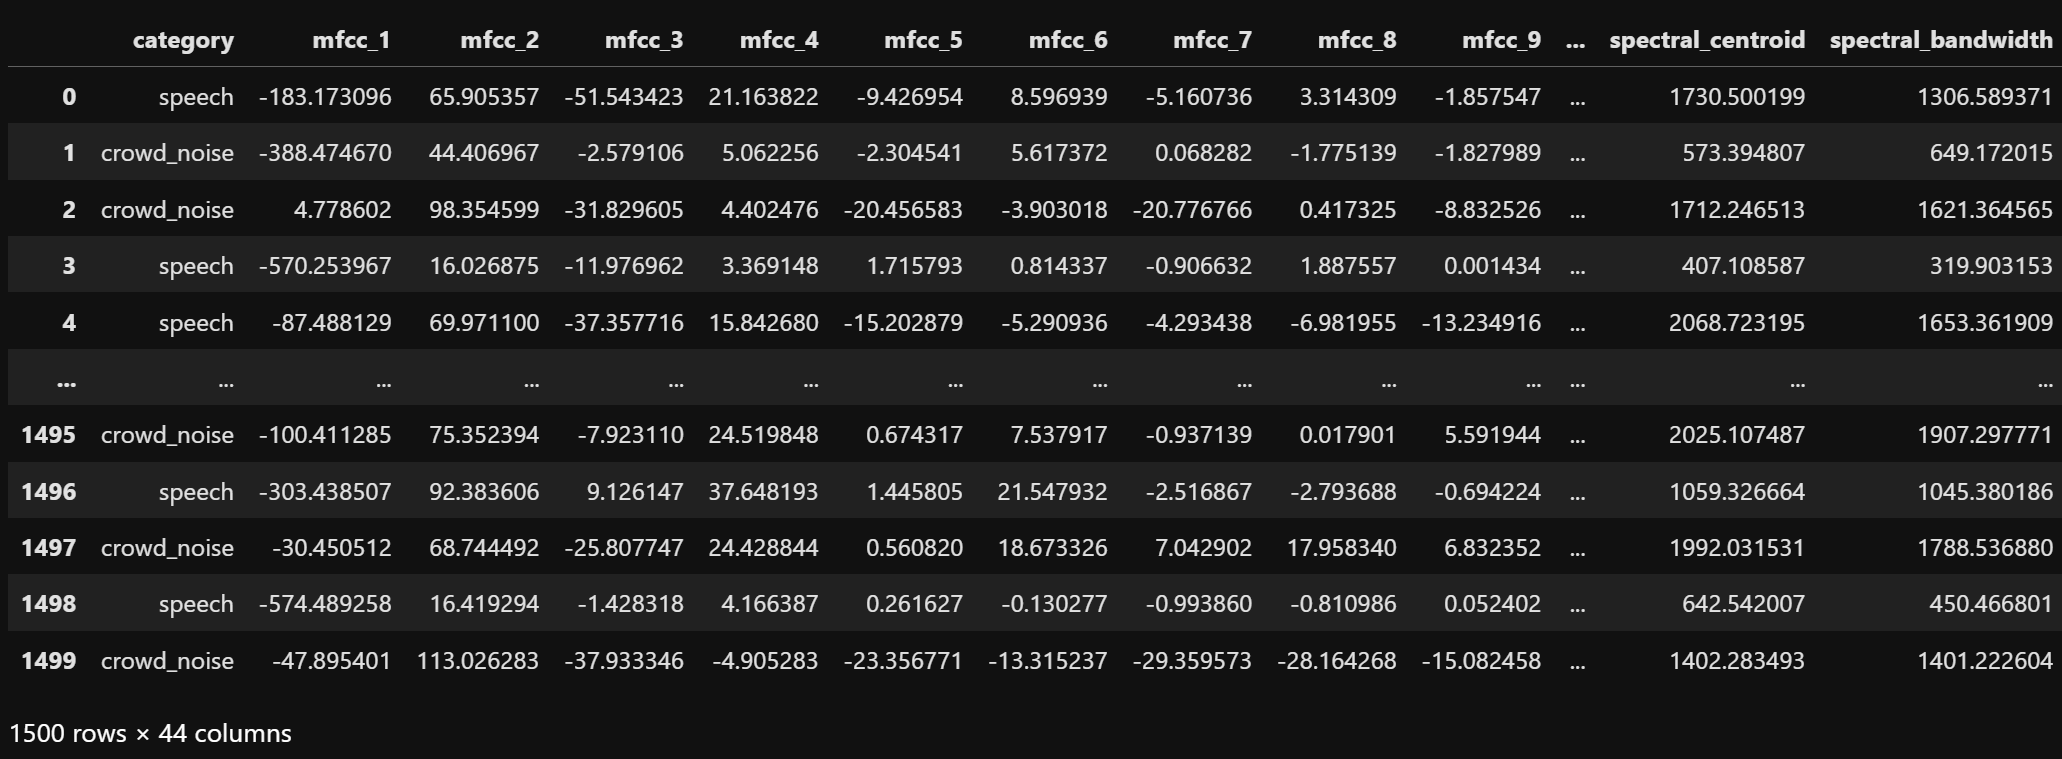 category mfcc_1 mfcc_2 mfcc_3 mfcc_4 mfcc_5 mfcc_6 mfcc_7 mfcc_8 mfcc_9 ... spectral_centroid spectral_bandwidth
0 speech -183.173096 65.905357 -51.543423 21.163822 -9.426954 8.596939 -5.160736 3.314309 -1.857547 ... 1730.500199 1306.589371
1 crowd_noise -388.474670 44.406967 -2.579106 5.062256 -2.304541 5.617372 0.068282 -1.775139 -1.827989 ... 573.394807 649.172015
2 crowd_noise 4.778602 98.354599 -31.829605 4.402476 -20.456583 -3.903018 -20.776766 0.417325 -8.832526 ... 1712.246513 1621.364565
3 speech -570.253967 16.026875 -11.976962 3.369148 1.715793 0.814337 -0.906632 1.887557 0.001434 ... 407.108587 319.903153
4 speech -87.488129 69.971100 -37.357716 15.842680 -15.202879 -5.290936 -4.293438 -6.981955 -13.234916 ... 2068.723195 1653.361909
... ... ... ... ... ... ... ... ... ... ... ... ... ...
1495 crowd_noise -100.411285 75.352394 -7.923110 24.519848 0.674317 7.537917 -0.937139 0.017901 5.591944 ... 2025.107487 1907.297771
1496 speech -303.438507 92.383606 9.126147 37.648193 1.445805 21.547932 -2.516867 -2.793688 -0.694224 ... 1059.326664 1045.380186
1497 crowd_noise -30.450512 68.744492 -25.807747 24.428844 0.560820 18.673326 7.042902 17.958340 6.832352 ... 1992.031531 1788.536880
1498 speech -574.489258 16.419294 -1.428318 4.166387 0.261627 -0.130277 -0.993860 -0.810986 0.052402 ... 642.542007 450.466801
1499 crowd_noise -47.895401 113.026283 -37.933346 -4.905283 -23.356771 -13.315237 -29.359573 -28.164268 -15.082458 ... 1402.283493 1401.222604
1500 rows × 44 columns